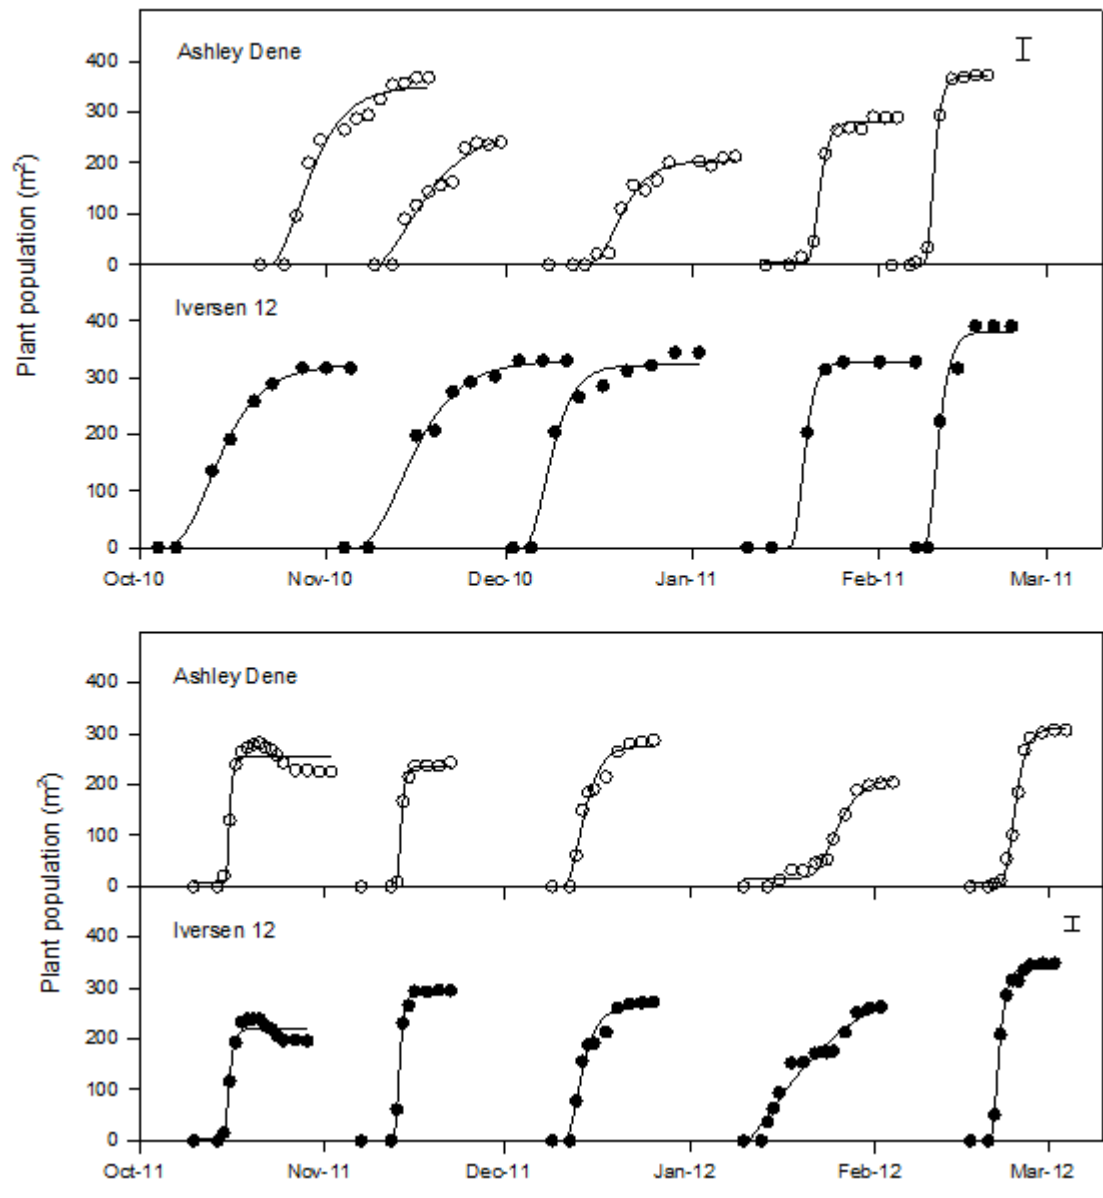 Ashley Dene
400
300
200
100
0
Iversen 12
400
300
200
100
0
Plant population (m²)
Oct-10 Nov-10 Dec-10 Jan-11 Feb-11 Mar-11
Ashley Dene
400
300
200
100
0
Iversen 12
400
300
200
100
0
Plant population (m²)
Oct-11 Nov-11 Dec-11 Jan-12 Feb-12 Mar-12